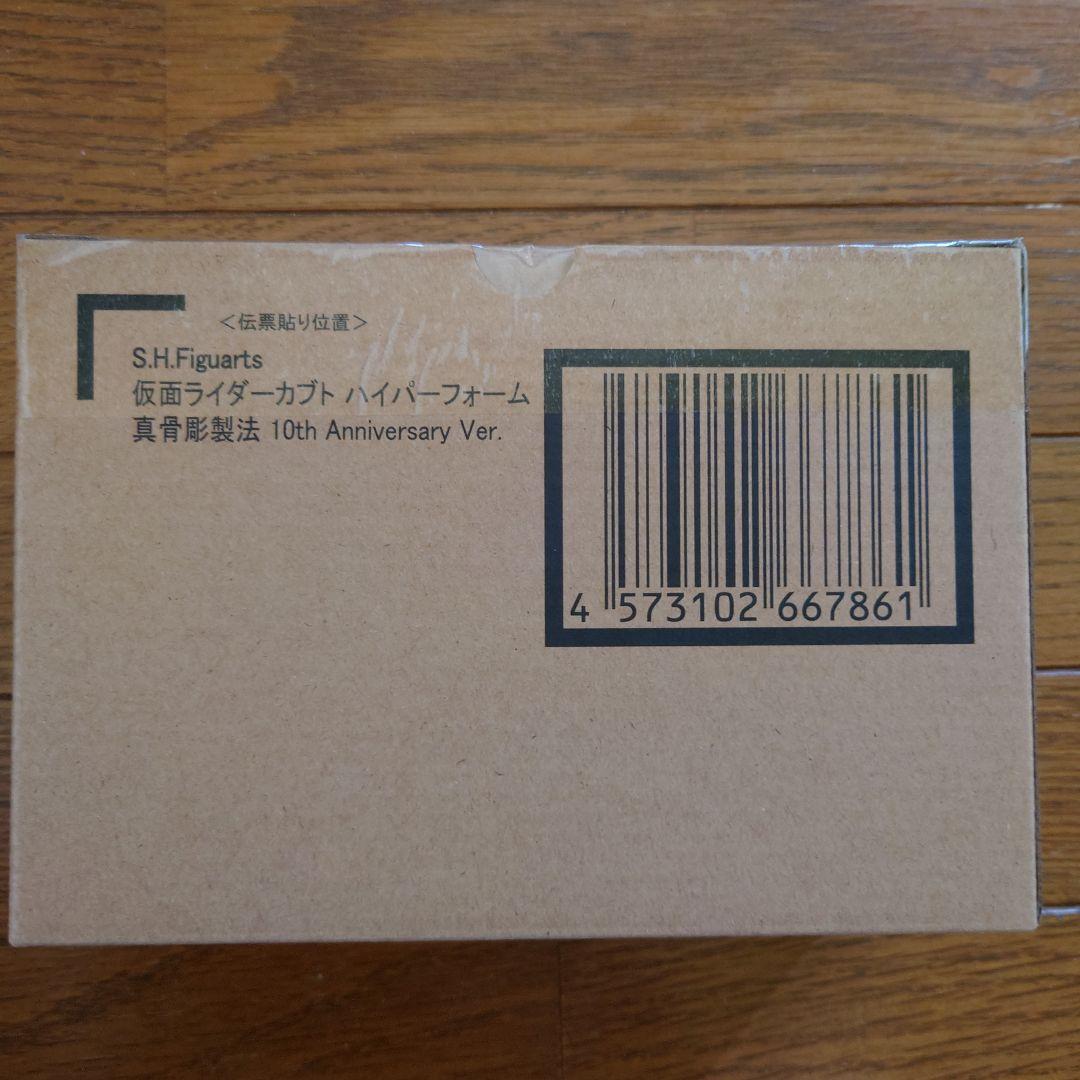 ＜伝票貼り位置＞
S.H.Figuarts
仮面ライダーカブト ハイパーフォーム
真骨彫製法 10th Anniversary Ver.
4 573102 667861